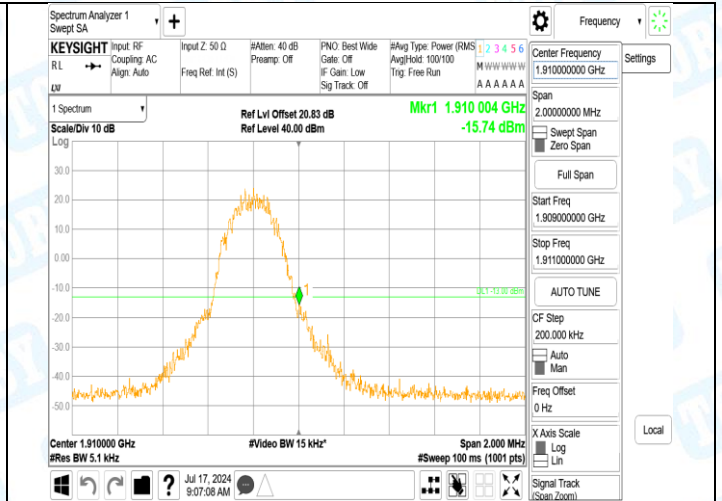 Spectrum Analyzer 1
Swept SA
+
Frequency
KEYSIGHT
RL
LXI
Input: RF
Coupling: AC
Align: Auto
Input Z: 50 Ω
Freq Ref: Int (S)
#Atten: 40 dB
Preamp: Off
PNO: Best Wide
Gate: Off
IF Gain: Low
Sig Track: Off
#Avg Type: Power (RMS
Avg|Hold: 100/100
Trig: Free Run
1 2 3 4 5 6
M W W W W W
A A A A A A
Center Frequency
1.910000000 GHz
Settings
Span
2.00000000 MHz
Swept Span
Zero Span
Full Span
Start Freq
1.909000000 GHz
Stop Freq
1.911000000 GHz
AUTO TUNE
CF Step
200.000 kHz
Auto
Man
Freq Offset
0 Hz
X Axis Scale
Log
Lin
Local
Signal Track
(Span Zoom)
1 Spectrum
Scale/Div 10 dB
Log
Ref Lvl Offset 20.83 dB
Ref Level 40.00 dBm
Mkr1 1.910 004 GHz
-15.74 dBm
30.0
20.0
10.0
0.00
-10.0
-20.0
-30.0
-40.0
-50.0
1
DL1 -13.00 dBm
Center 1.910000 GHz
#Res BW 5.1 kHz
#Video BW 15 kHz*
Span 2.000 MHz
#Sweep 100 ms (1001 pts)
?
Jul 17, 2024
9:07:08 AM